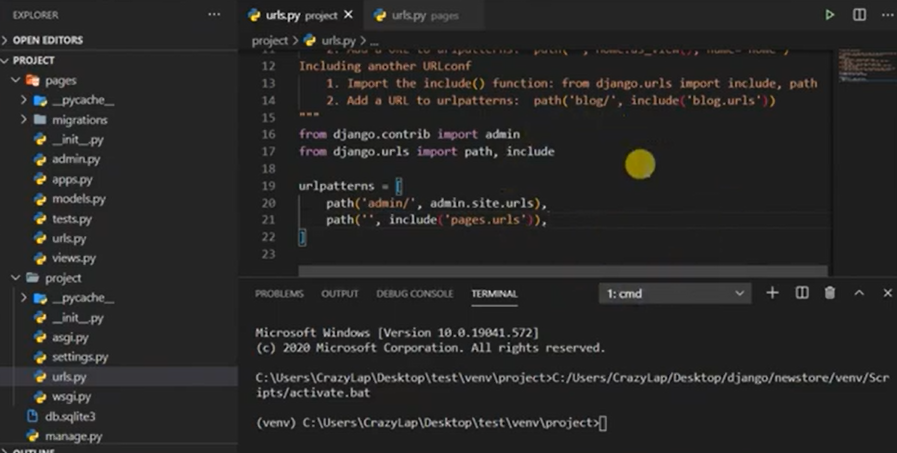 EXPLORER
OPEN EDITORS
PROJECT
pages
__pycache__
migrations
__init__.py
admin.py
apps.py
models.py
tests.py
urls.py
views.py
project
__pycache__
__init__.py
asgi.py
settings.py
urls.py
wsgi.py
db.sqlite3
manage.py
OUTLINE
urls.py project
urls.py pages
project > urls.py > ...
12 Including another URLconf
13 1. Import the include() function: from django.urls import include, path
14 2. Add a URL to urlpatterns: path('blog/', include('blog.urls'))
15 """
16 from django.contrib import admin
17 from django.urls import path, include
18
19 urlpatterns = [
20 path('admin/', admin.site.urls),
21 path('', include('pages.urls')),
22 ]
23
PROBLEMS OUTPUT DEBUG CONSOLE TERMINAL 1: cmd
Microsoft Windows [Version 10.0.19041.572]
(c) 2020 Microsoft Corporation. All rights reserved.
C:\Users\CrazyLap\Desktop\test\venv\project>C:/Users/CrazyLap/Desktop/django/newstore/venv/Scr
ipts/activate.bat
(venv) C:\Users\CrazyLap\Desktop\test\venv\project>